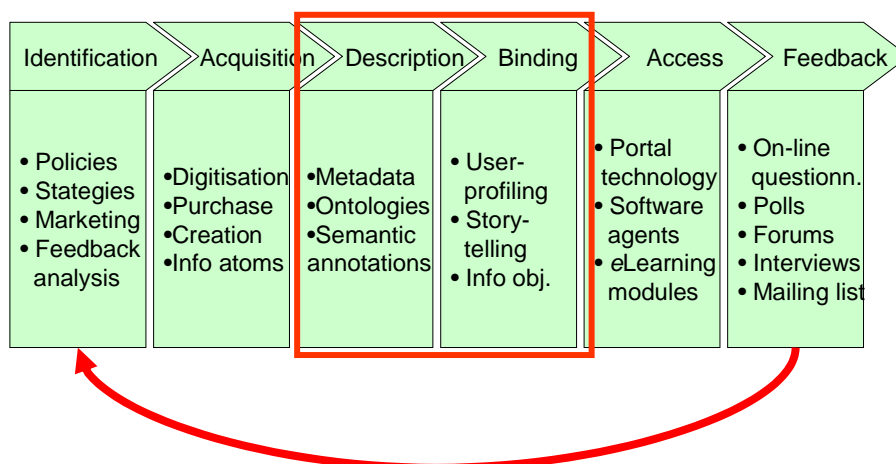 Identification
Acquisition
Description
Binding
Access
Feedback
• Policies
• Stategies
• Marketing
• Feedback
analysis
•Digitisation
•Purchase
•Creation
•Info atoms
•Metadata
•Ontologies
•Semantic
annotations
• User-
profiling
• Story-
telling
• Info obj.
• Portal
technology
• Software
agents
• eLearning
modules
• On-line
questionn.
• Polls
• Forums
• Interviews
• Mailing list